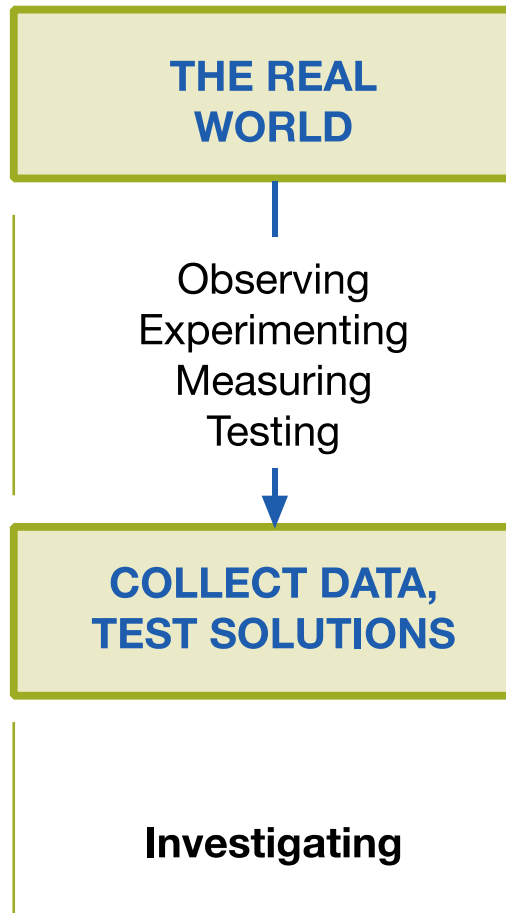 THE REAL
WORLD
Observing
Experimenting
Measuring
Testing
COLLECT DATA,
TEST SOLUTIONS
Investigating